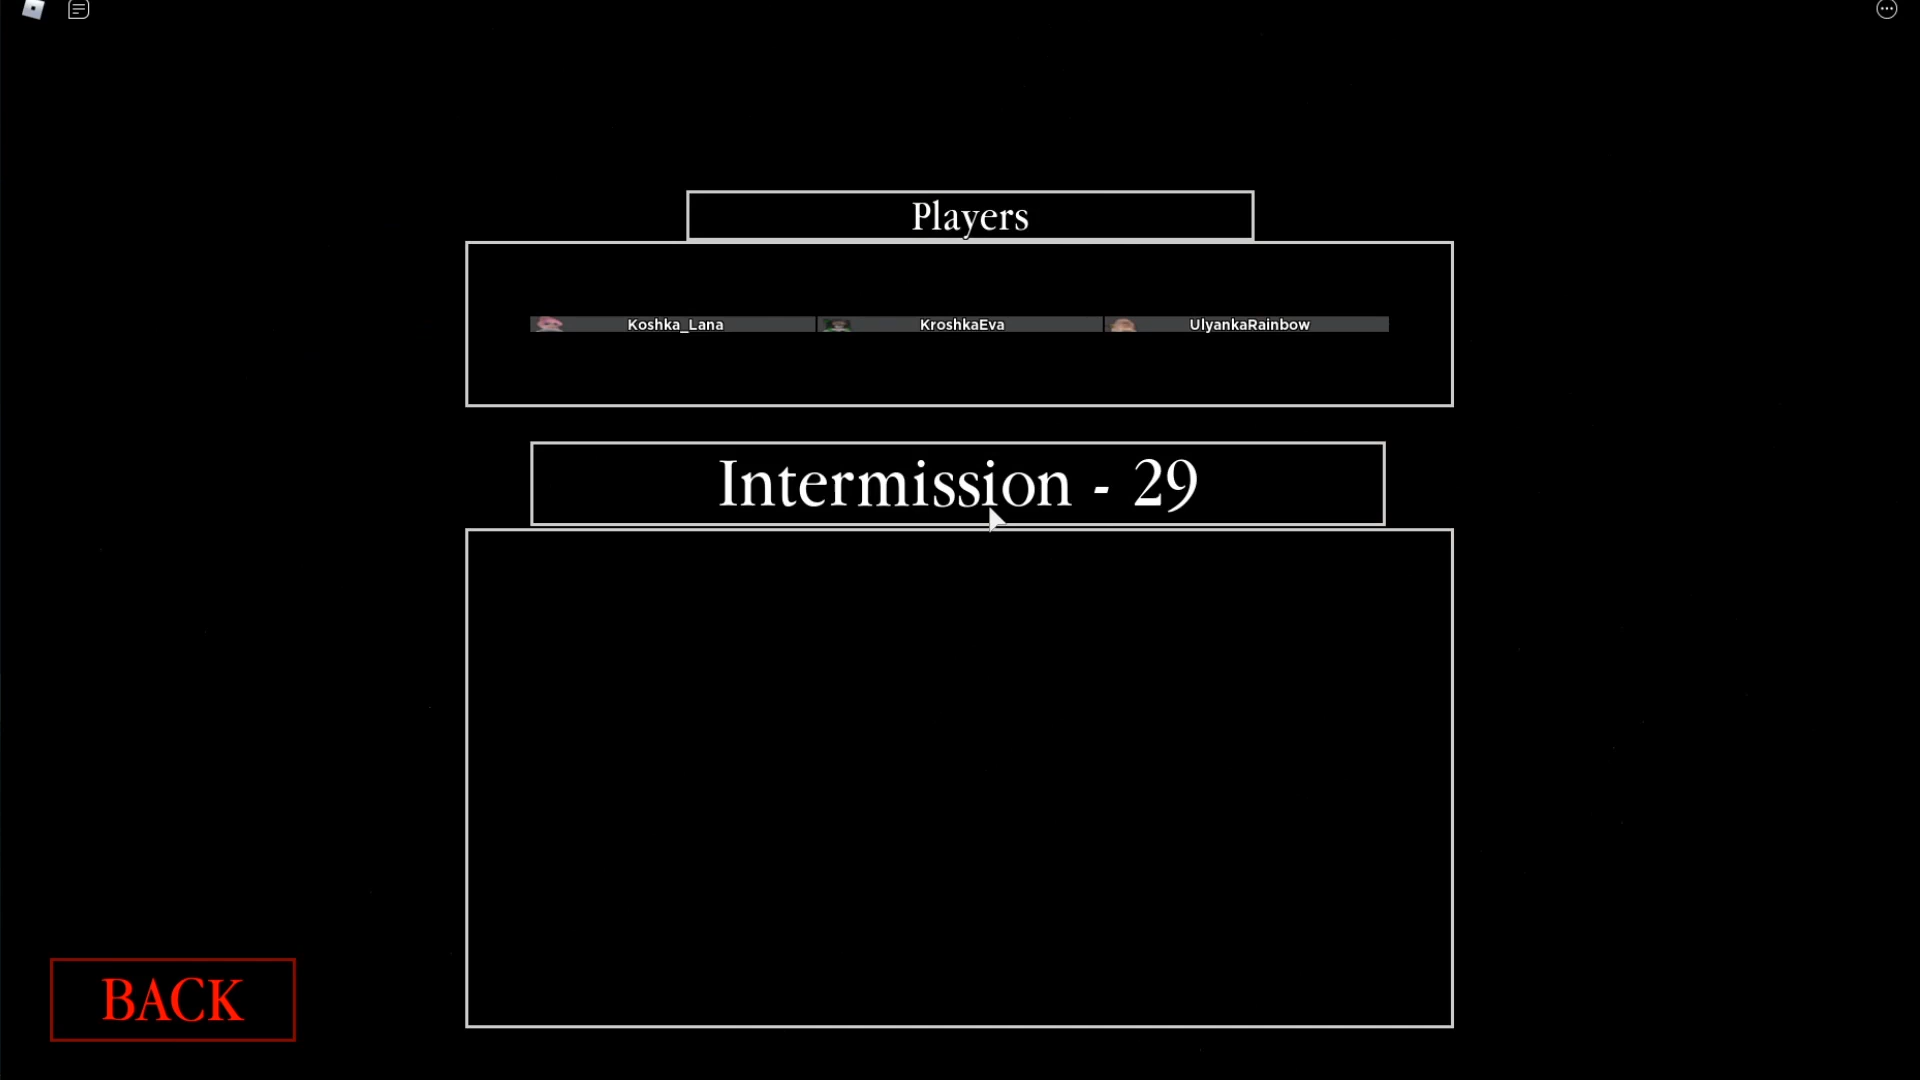 Players
Koshka_Lana KroshkaEva UlyankaRainbow
Intermission - 29
BACK